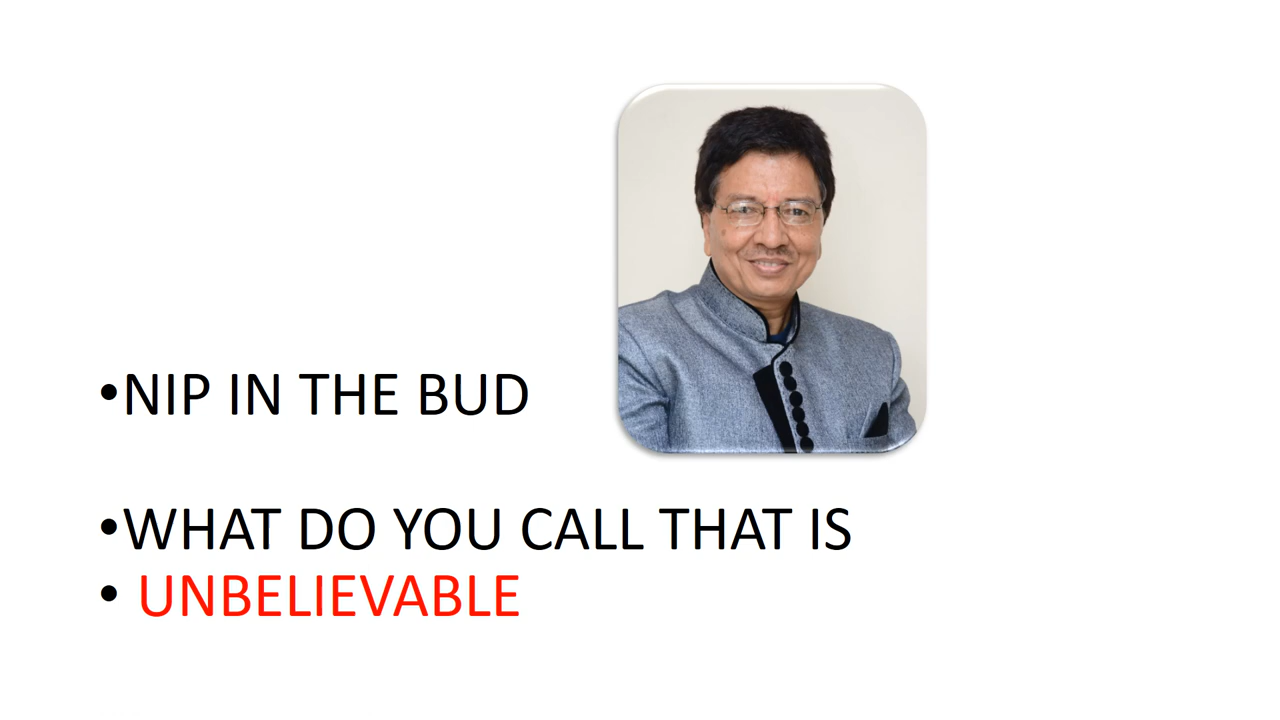 •NIP IN THE BUD
•WHAT DO YOU CALL THAT IS
• UNBELIEVABLE